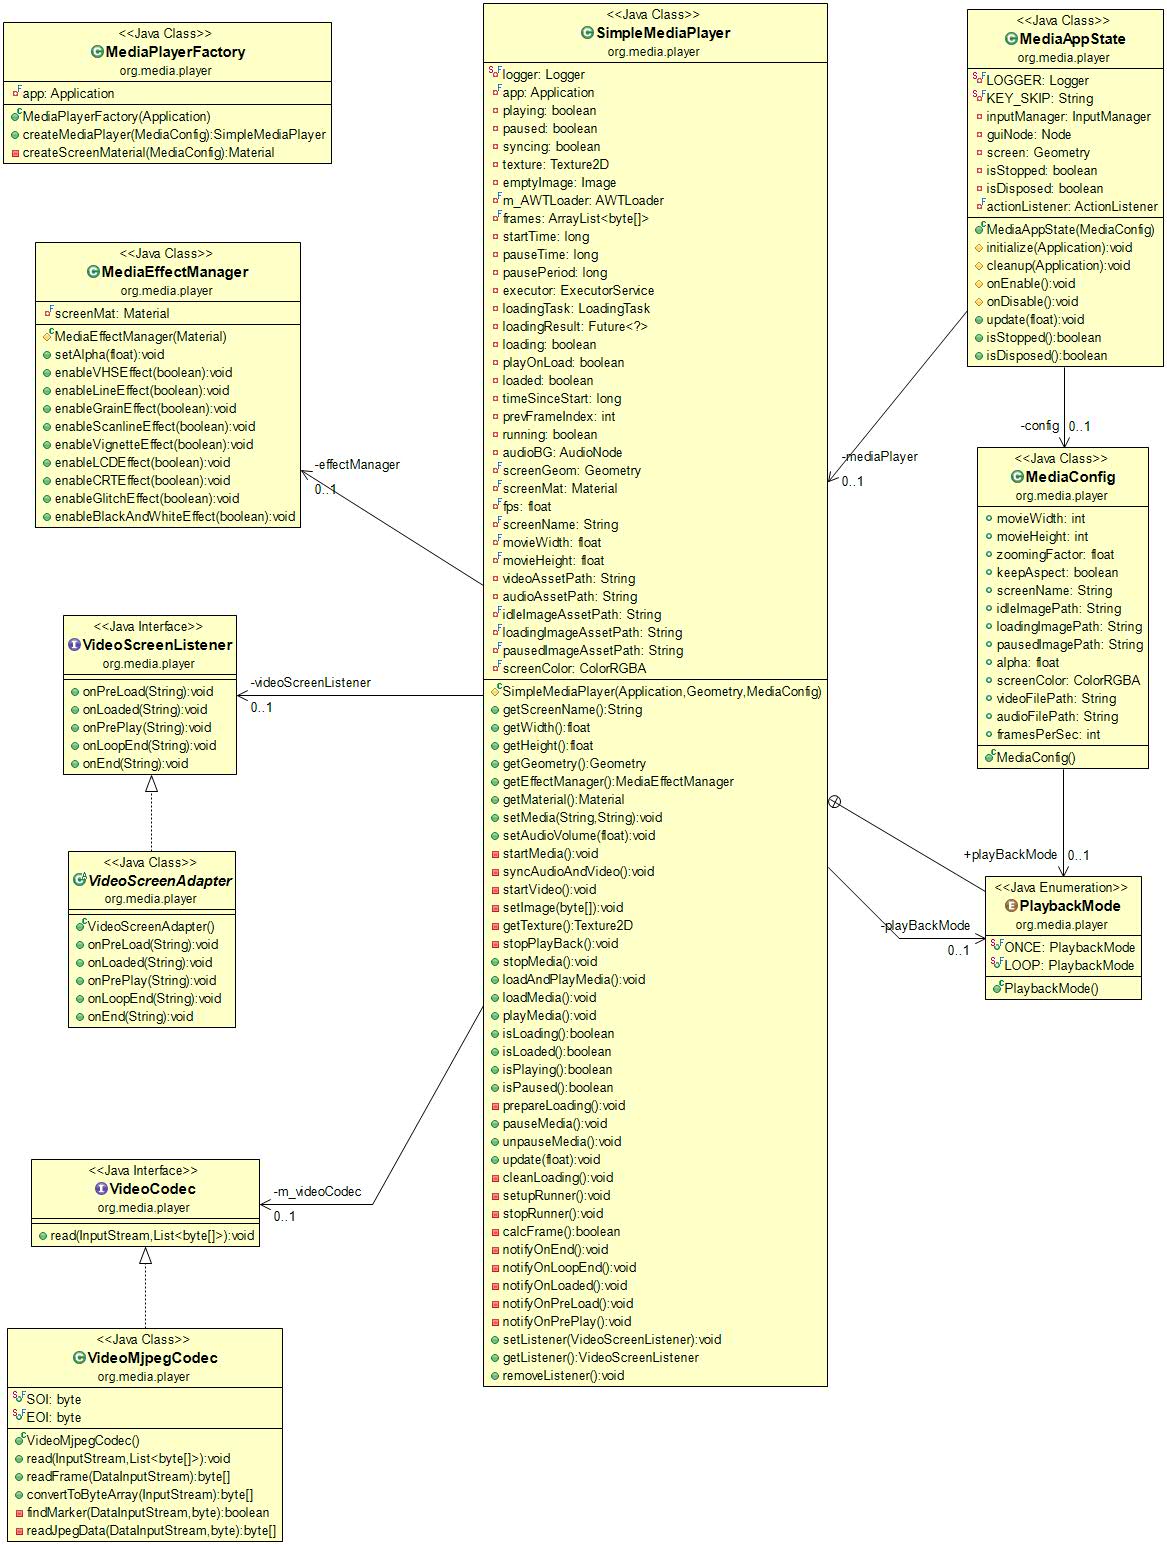 <<Java Class>>
MediaPlayerFactory
org.media.player
app: Application
MediaPlayerFactory(Application)
createMediaPlayer(MediaConfig):SimpleMediaPlayer
createScreenMaterial(MediaConfig):Material
<<Java Class>>
MediaEffectManager
org.media.player
screenMat: Material
MediaEffectManager(Material)
setAlpha(float):void
enableVHSEffect(boolean):void
enableLineEffect(boolean):void
enableGrainEffect(boolean):void
enableScanlineEffect(boolean):void
enableVignetteEffect(boolean):void
enableLCDEffect(boolean):void
enableCRTEffect(boolean):void
enableGlitchEffect(boolean):void
enableBlackAndWhiteEffect(boolean):void
-effectManager
0..1
<<Java Interface>>
VideoScreenListener
org.media.player
onPreLoad(String):void
onLoaded(String):void
onPrePlay(String):void
onLoopEnd(String):void
onEnd(String):void
-videoScreenListener
0..1
<<Java Class>>
VideoScreenAdapter
org.media.player
VideoScreenAdapter()
onPreLoad(String):void
onLoaded(String):void
onPrePlay(String):void
onLoopEnd(String):void
onEnd(String):void
<<Java Interface>>
VideoCodec
org.media.player
read(InputStream,List<byte[]>):void
-m_videoCodec
0..1
<<Java Class>>
VideoMjpegCodec
org.media.player
SOI: byte
EOI: byte
VideoMjpegCodec()
read(InputStream,List<byte[]>):void
readFrame(DataInputStream):byte[]
convertToByteArray(InputStream):byte[]
findMarker(DataInputStream,byte):boolean
readJpegData(DataInputStream,byte):byte[]
<<Java Class>>
SimpleMediaPlayer
org.media.player
logger: Logger
app: Application
playing: boolean
paused: boolean
syncing: boolean
texture: Texture2D
emptyImage: Image
m_AWTLoader: AWTLoader
frames: ArrayList<byte[]>
startTime: long
pauseTime: long
pausePeriod: long
executor: ExecutorService
loadingTask: LoadingTask
loadingResult: Future<?>
loading: boolean
playOnLoad: boolean
loaded: boolean
timeSinceStart: long
prevFrameIndex: int
running: boolean
audioBG: AudioNode
screenGeom: Geometry
screenMat: Material
fps: float
screenName: String
movieWidth: float
movieHeight: float
videoAssetPath: String
audioAssetPath: String
idleImageAssetPath: String
loadingImageAssetPath: String
pausedImageAssetPath: String
screenColor: ColorRGBA
SimpleMediaPlayer(Application,Geometry,MediaConfig)
getScreenName():String
getWidth():float
getHeight():float
getGeometry():Geometry
getEffectManager():MediaEffectManager
getMaterial():Material
setMedia(String,String):void
setAudioVolume(float):void
startMedia():void
syncAudioAndVideo():void
startVideo():void
setImage(byte[]):void
getTexture():Texture2D
stopPlayBack():void
stopMedia():void
loadAndPlayMedia():void
loadMedia():void
playMedia():void
isLoading():boolean
isLoaded():boolean
isPlaying():boolean
isPaused():boolean
prepareLoading():void
pauseMedia():void
unpauseMedia():void
update(float):void
cleanLoading():void
setupRunner():void
stopRunner():void
calcFrame():boolean
notifyOnEnd():void
notifyOnLoopEnd():void
notifyOnLoaded():void
notifyOnPreLoad():void
notifyOnPrePlay():void
setListener(VideoScreenListener):void
getListener():VideoScreenListener
removeListener():void
<<Java Class>>
MediaAppState
org.media.player
LOGGER: Logger
KEY_SKIP: String
inputManager: InputManager
guiNode: Node
screen: Geometry
isStopped: boolean
isDisposed: boolean
actionListener: ActionListener
MediaAppState(MediaConfig)
initialize(Application):void
cleanup(Application):void
onEnable():void
onDisable():void
update(float):void
isStopped():boolean
isDisposed():boolean
-mediaPlayer
0..1
-config
0..1
<<Java Class>>
MediaConfig
org.media.player
movieWidth: int
movieHeight: int
zoomingFactor: float
keepAspect: boolean
screenName: String
idleImagePath: String
loadingImagePath: String
pausedImagePath: String
alpha: float
screenColor: ColorRGBA
videoFilePath: String
audioFilePath: String
framesPerSec: int
MediaConfig()
+playBackMode
0..1
-playBackMode
0..1
<<Java Enumeration>>
PlaybackMode
org.media.player
ONCE: PlaybackMode
LOOP: PlaybackMode
PlaybackMode()